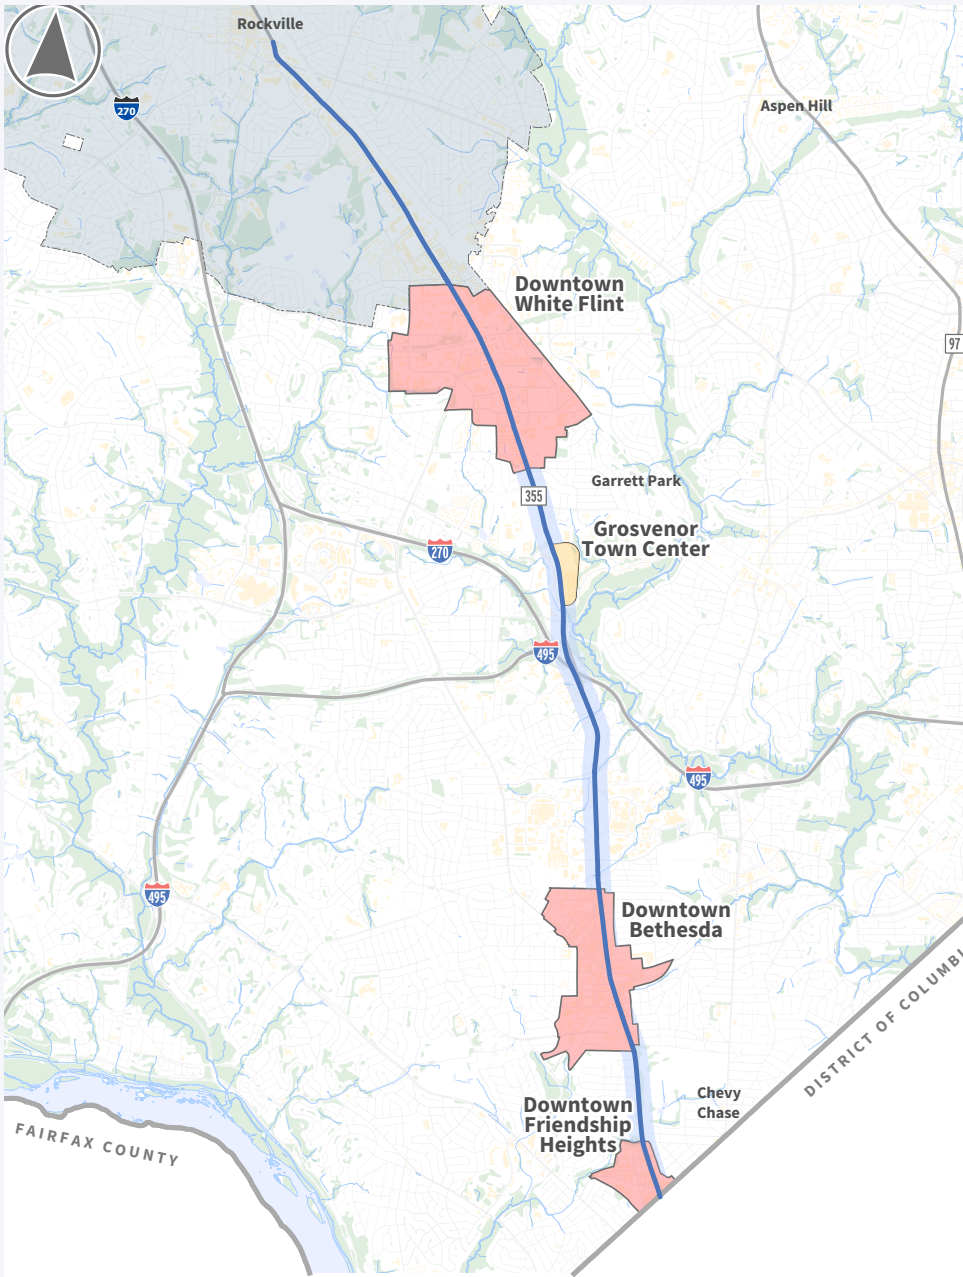 Rockville
270
Aspen Hill
Downtown
White Flint
97
Garrett Park
355
Grosvenor
Town Center
270
495
495
495
Downtown
Bethesda
DISTRICT OF COLUMBI
Chevy
Chase
Downtown
Friendship
Heights
FAIRFAX COUNTY